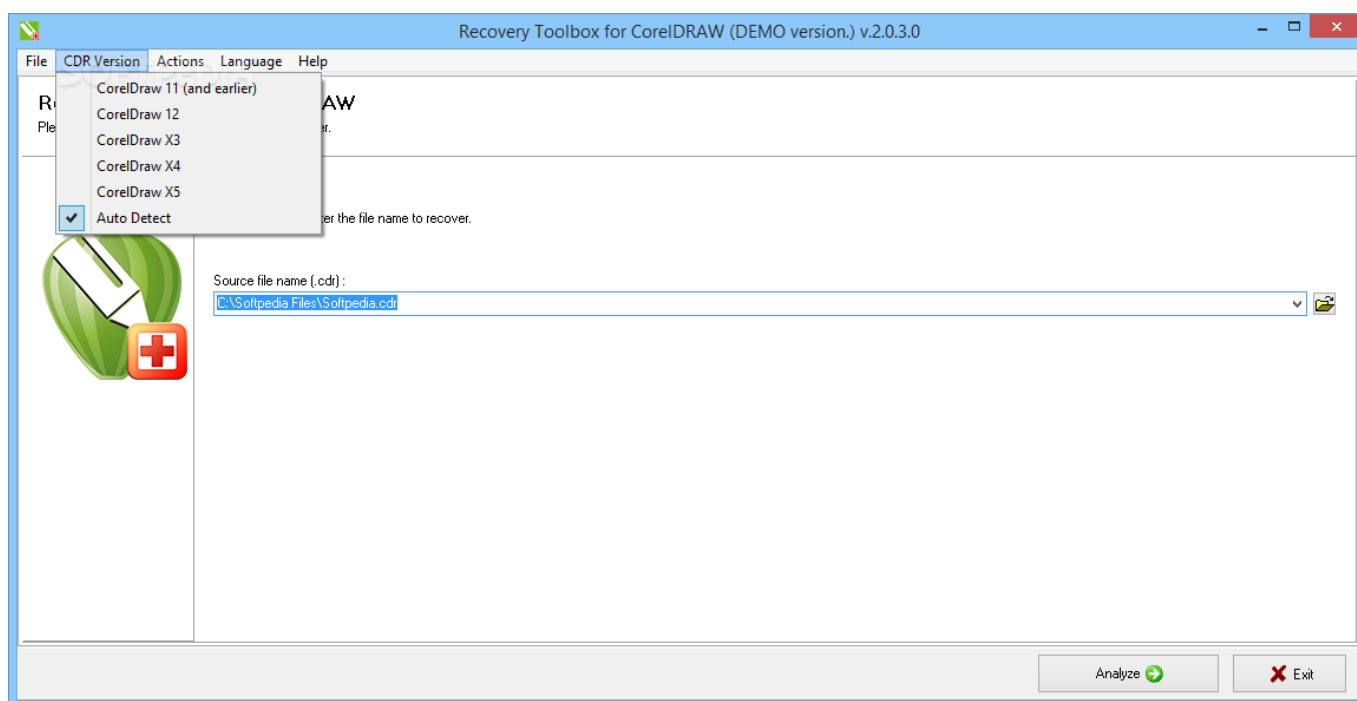 Recovery Toolbox for CorelDRAW (DEMO version.) v.2.0.3.0
File CDR Version Actions Language Help
CorelDraw 11 (and earlier)
CorelDraw 12
CorelDraw X3
CorelDraw X4
CorelDraw X5
Auto Detect
AW
er the file name to recover.
Source file name (.cdr) :
C:\Softpedia Files\Softpedia.cdr
Analyze
Exit